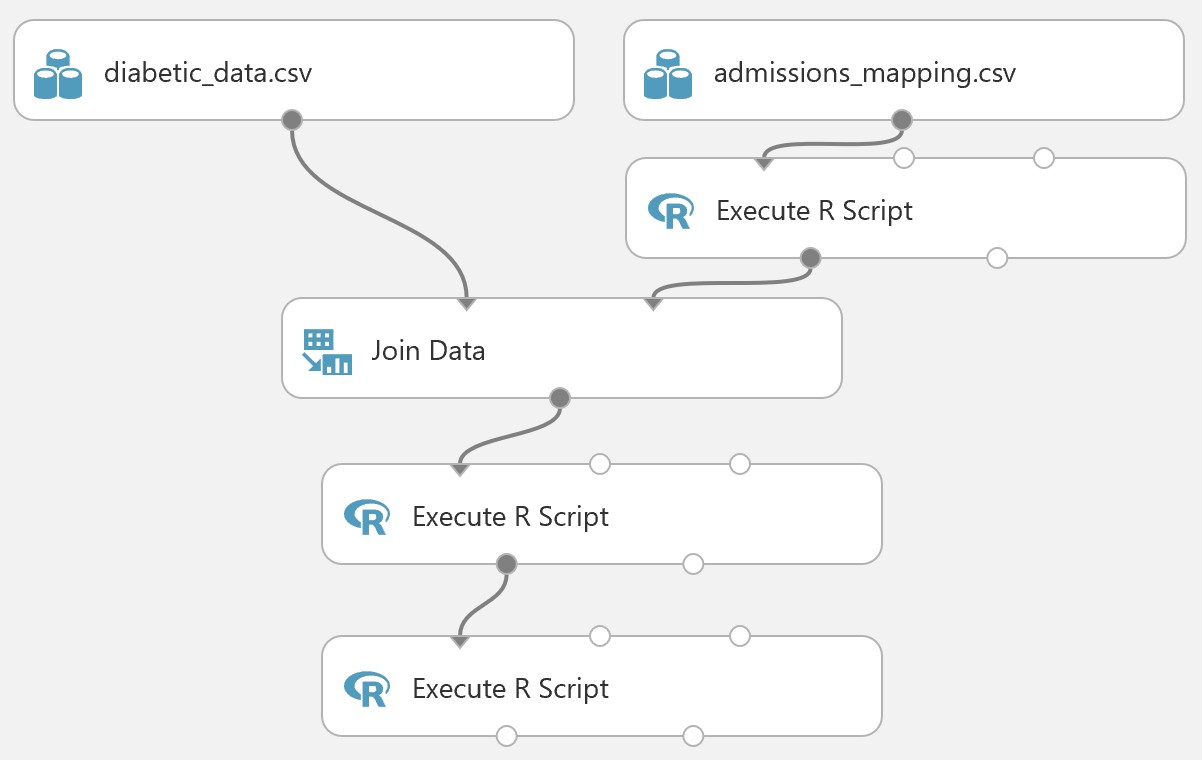 diabetic_data.csv
admissions_mapping.csv
R Execute R Script
Join Data
R Execute R Script
R Execute R Script